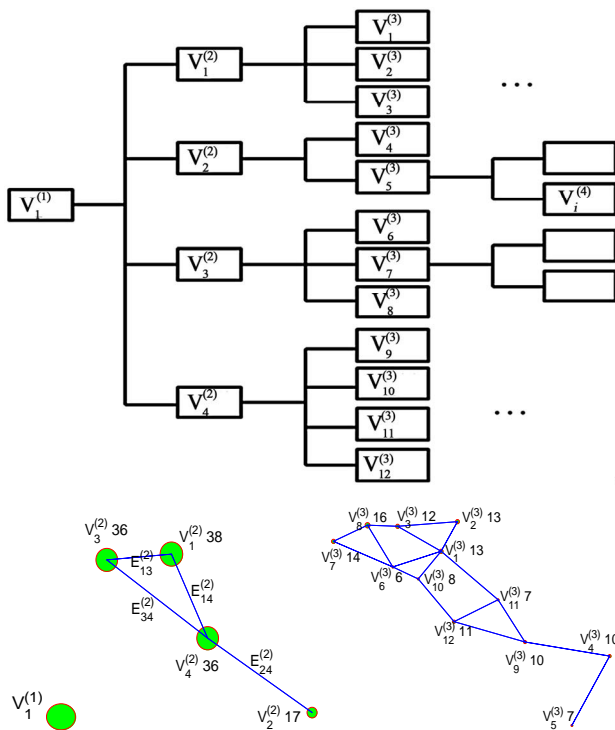 V₁⁽¹⁾
V₁⁽²⁾
V₂⁽²⁾
V₃⁽²⁾
V₄⁽²⁾
V₁⁽³⁾
V₂⁽³⁾
V₃⁽³⁾
V₄⁽³⁾
V₅⁽³⁾
V₆⁽³⁾
V₇⁽³⁾
V₈⁽³⁾
V₉⁽³⁾
V₁₀⁽³⁾
V₁₁⁽³⁾
V₁₂⁽³⁾
...
Vᵢ⁽⁴⁾
...
V₃⁽²⁾ 36
V₁⁽²⁾ 38
E₁₃⁽²⁾
E₁₄⁽²⁾
E₃₄⁽²⁾
V₄⁽²⁾ 36
E₂₄⁽²⁾
V₂⁽²⁾ 17
V₁⁽¹⁾
V₈⁽³⁾ 16
V₃⁽³⁾ 12
V₂⁽³⁾ 13
V₇⁽³⁾ 14
V₁⁽³⁾ 13
V₆⁽³⁾ 6
V₁₀⁽³⁾ 8
V₁₁⁽³⁾ 7
V₁₂⁽³⁾ 11
V₉⁽³⁾ 10
V₄⁽³⁾ 10
V₅⁽³⁾ 7